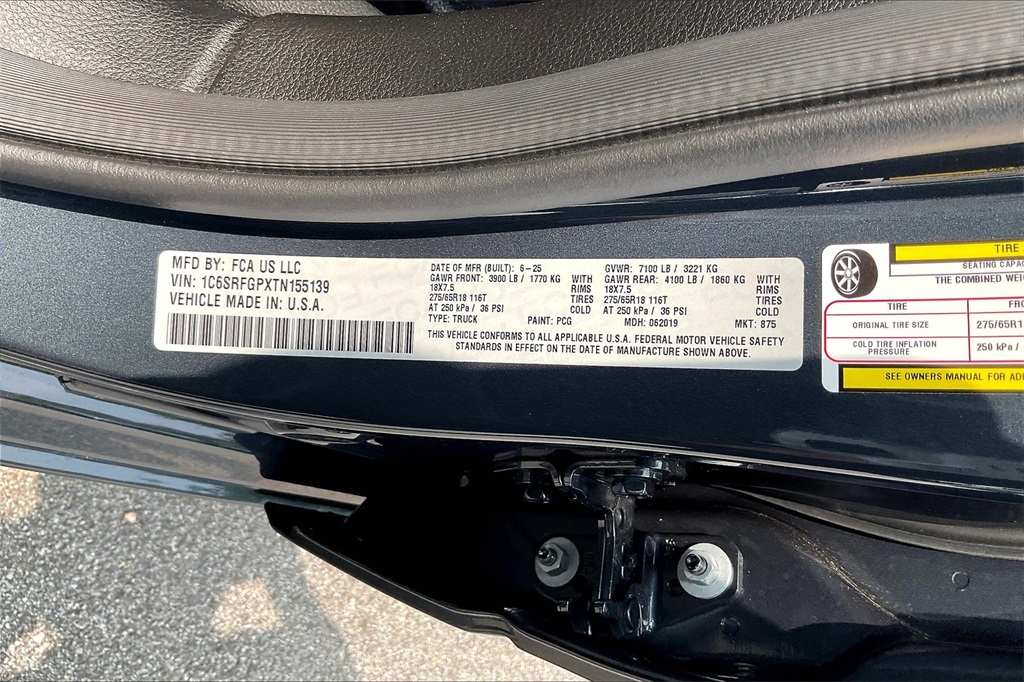 MFD BY: FCA US LLC
VIN: 1C6SRFGPXTN155139
VEHICLE MADE IN U.S.A.
DATE OF MFR (BUILT): 6-25
GAWR FRONT: 3900 LB / 1770 KG WITH
18X7.5 RIMS
275/65R18 116T
AT 250 kPa / 36 PSI COLD
TYPE: TRUCK PAINT: PCG
GVWR: 7100 LB / 3221 KG
GAWR REAR: 4100 LB / 1860 KG WITH
18X7.5 RIMS
275/65R18 116T
AT 250 kPa / 36 PSI COLD
MDH: 062019 MKT: 875
THIS VEHICLE CONFORMS TO ALL APPLICABLE U.S.A. FEDERAL MOTOR VEHICLE SAFETY
STANDARDS IN EFFECT ON THE DATE OF MANUFACTURE SHOWN ABOVE.
TIRE
SEATING CAPA
THE COMBINED WEI
TIRE FRO
ORIGINAL TIRE SIZE 275/65R1
COLD TIRE INFLATION
PRESSURE 250 kPa /
SEE OWNERS MANUAL FOR ADD